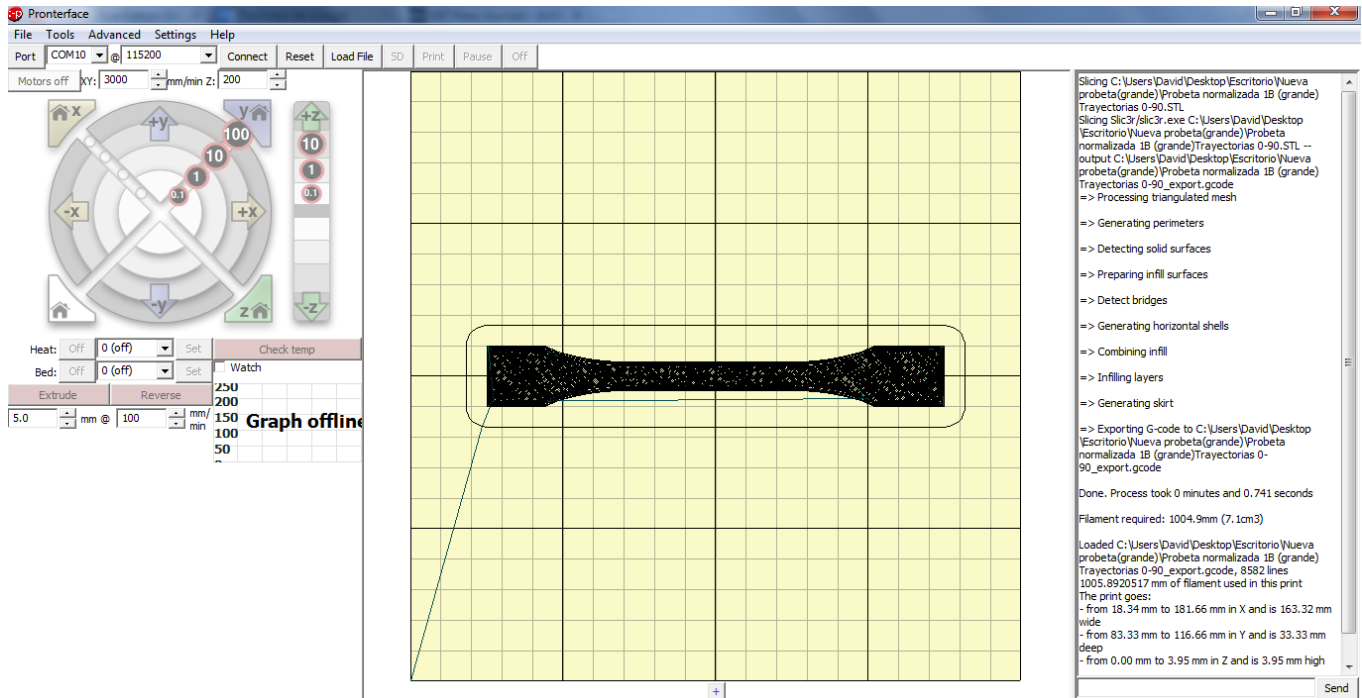 Pronterface
File Tools Advanced Settings Help
Port COM10 @ 115200 Connect Reset Load File SD Print Pause Off
Motors off XY: 3000 mm/min Z: 200
x y +z
+y 100 10
10 1
1 0.1
0.1
-x +x
-y z -z
Heat: Off 0 (off) Set Check temp
Bed: Off 0 (off) Set Watch
Extrude Reverse
5.0 mm @ 100 mm/
min
250
200
150 Graph offline
100
50
+
Slicing C:\Users\David\Desktop\Escritorio\Nueva
probeta(grande)\Probeta normalizada 1B (grande)
Trayectorias 0-90.STL
Slicing Slic3r/slic3r.exe C:\Users\David\Desktop
\Escritorio\Nueva probeta(grande)\Probeta
normalizada 1B (grande)Trayectorias 0-90.STL --
output C:\Users\David\Desktop\Escritorio\Nueva
probeta(grande)\Probeta normalizada 1B (grande)
Trayectorias 0-90_export.gcode
=> Processing triangulated mesh
=> Generating perimeters
=> Detecting solid surfaces
=> Preparing infill surfaces
=> Detect bridges
=> Generating horizontal shells
=> Combining infill
=> Infilling layers
=> Generating skirt
=> Exporting G-code to C:\Users\David\Desktop
\Escritorio\Nueva probeta(grande)\Probeta
normalizada 1B (grande)Trayectorias 0-
90_export.gcode
Done. Process took 0 minutes and 0.741 seconds
Filament required: 1004.9mm (7.1cm3)
Loaded C:\Users\David\Desktop\Escritorio\Nueva
probeta(grande)\Probeta normalizada 1B (grande)
Trayectorias 0-90_export.gcode, 8582 lines
1005.8920517 mm of filament used in this print
The print goes:
- from 18.34 mm to 181.66 mm in X and is 163.32 mm
wide
- from 83.33 mm to 116.66 mm in Y and is 33.33 mm
deep
- from 0.00 mm to 3.95 mm in Z and is 3.95 mm high
Send